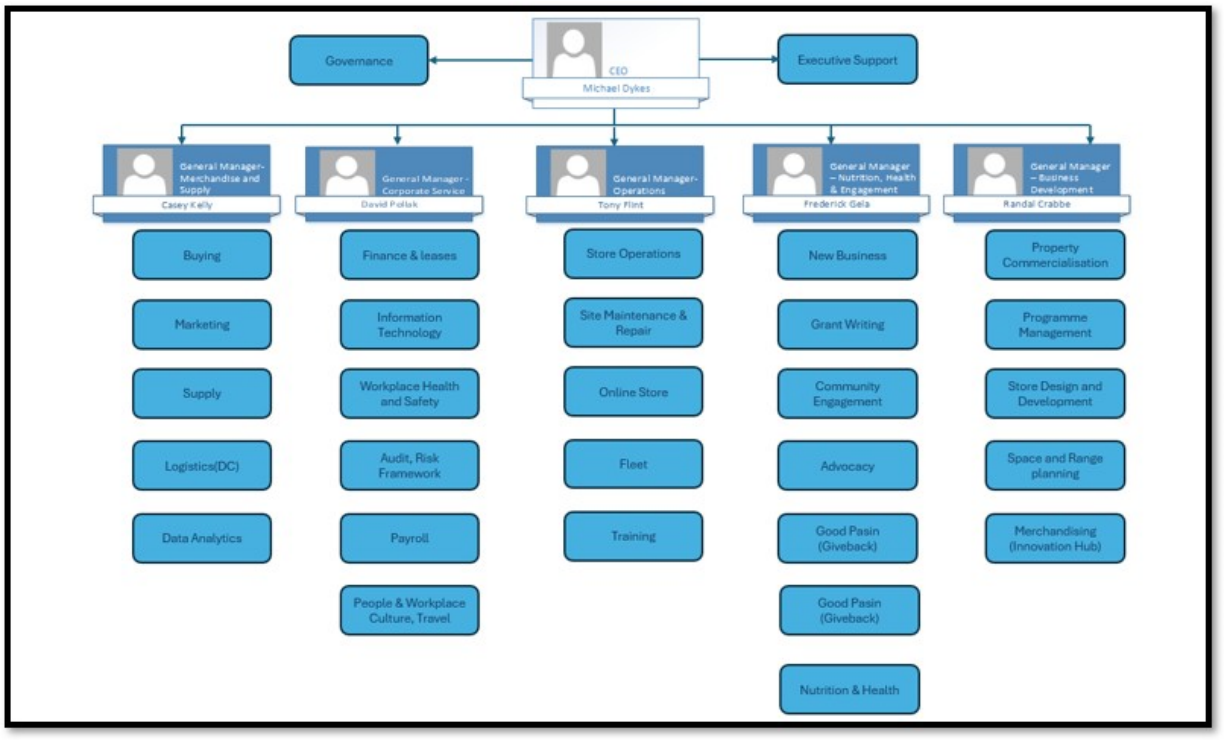 Governance
CEO
Michael Dykes
Executive Support
General Manager-
Merchandise and
Supply
Casey Kelly
General Manager -
Corporate Service
David Pollak
General Manager-
Operations
Tony Flint
General Manager
– Nutrition, Health
& Engagement
Frederick Gela
General Manager
– Business
Development
Randal Crabbe
Buying
Marketing
Supply
Logistics(DC)
Data Analytics
Finance & leases
Information
Technology
Workplace Health
and Safety
Audit, Risk
Framework
Payroll
People & Workplace
Culture, Travel
Store Operations
Site Maintenance &
Repair
Online Store
Fleet
Training
New Business
Grant Writing
Community
Engagement
Advocacy
Good Pasin
(Giveback)
Good Pasin
(Giveback)
Nutrition & Health
Property
Commercialisation
Programme
Management
Store Design and
Development
Space and Range
planning
Merchandising
(Innovation Hub)